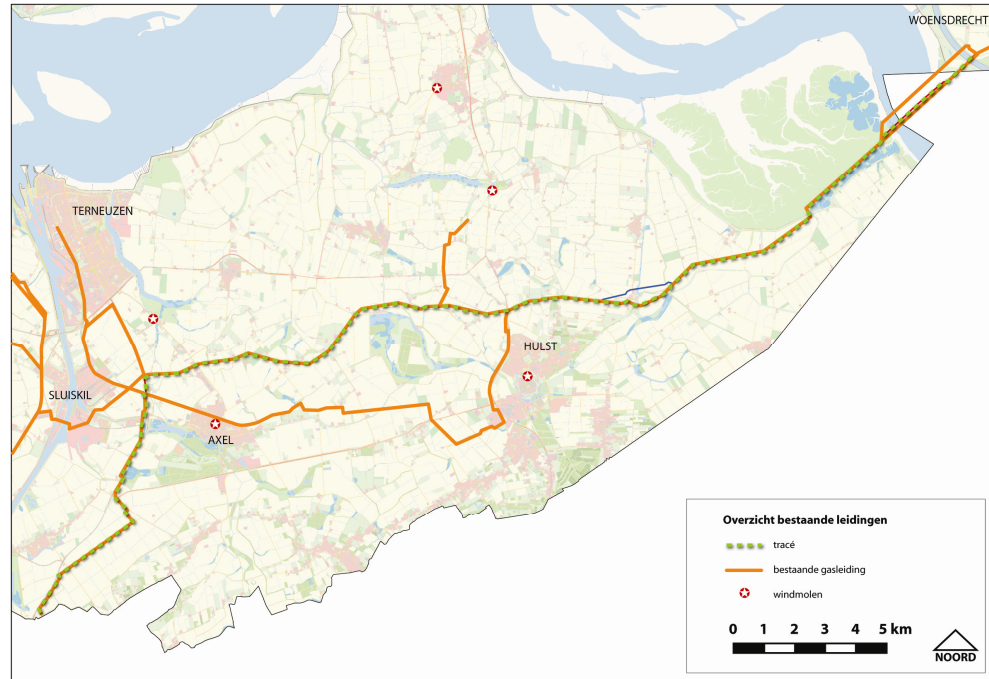 WOENSDRECHT
TERNEUZEN
HULST
SLUISKIL
AXEL
Overzicht bestaande leidingen
tracé
bestaande gasleiding
windmolen
0 1 2 3 4 5 km
NOORD